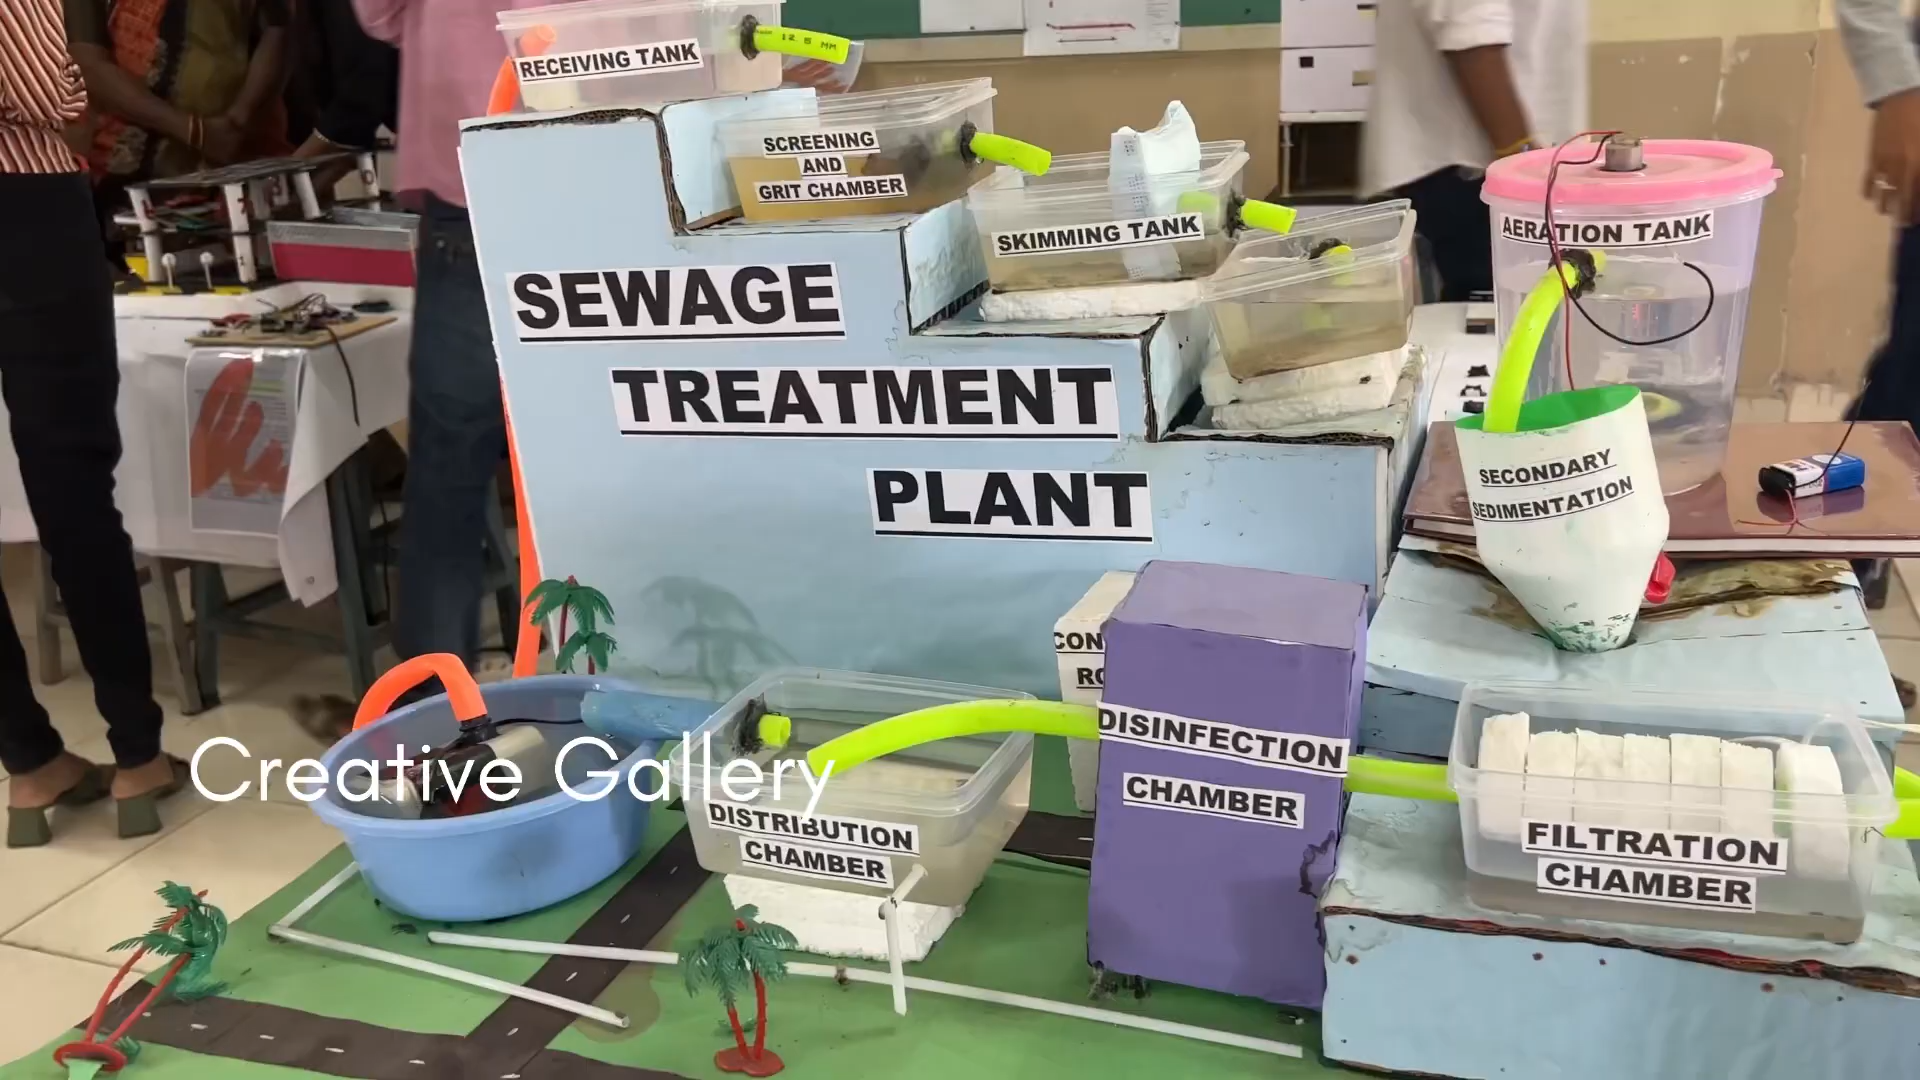 12.5 MM
RECEIVING TANK
SCREENING
AND
GRIT CHAMBER
SKIMMING TANK
AERATION TANK
SEWAGE
TREATMENT
PLANT
SECONDARY
SEDIMENTATION
CON
RO
DISINFECTION
CHAMBER
Creative Gallery
DISTRIBUTION
CHAMBER
FILTRATION
CHAMBER